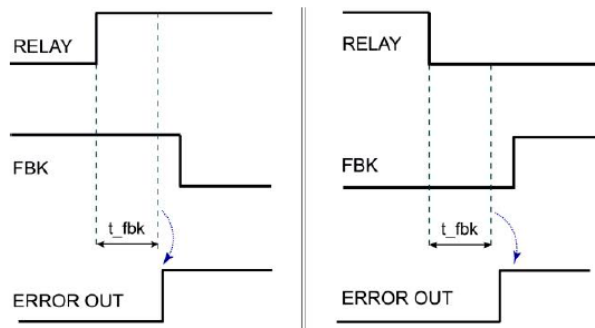 RELAY
FBK
t_fbk
ERROR OUT
RELAY
FBK
t_fbk
ERROR OUT